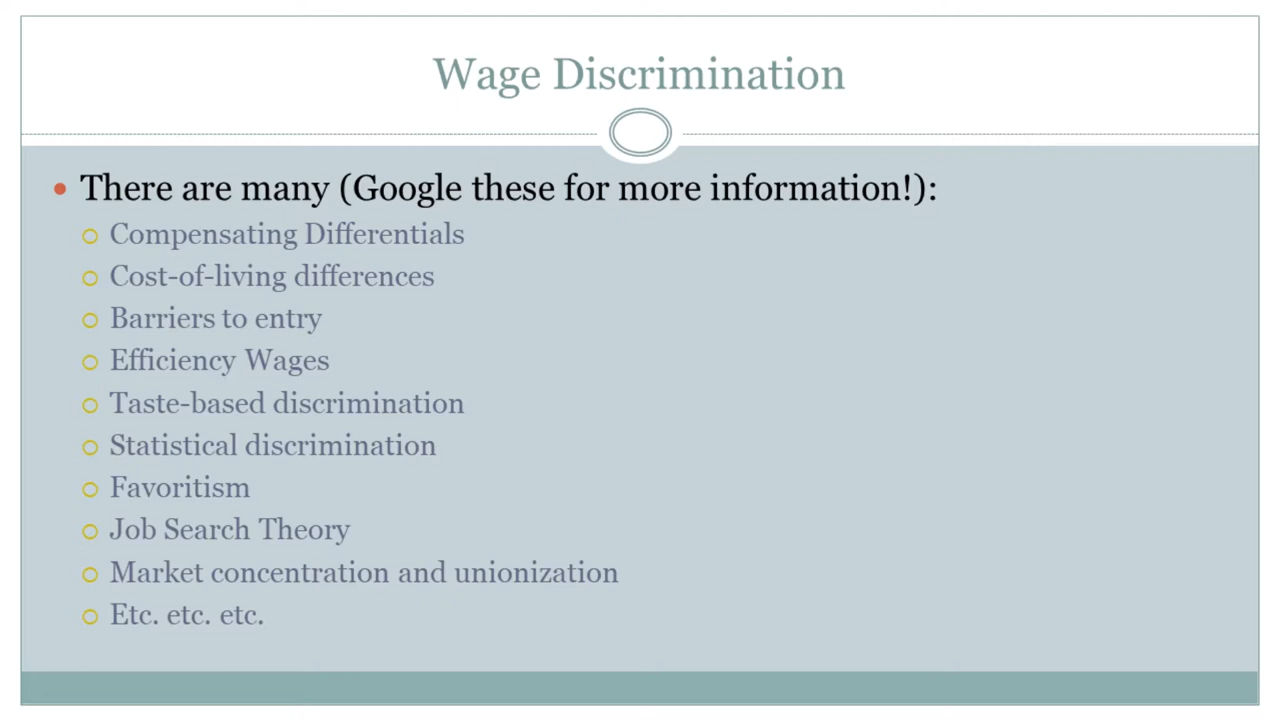 Wage Discrimination
There are many (Google these for more information!):
Compensating Differentials
Cost-of-living differences
Barriers to entry
Efficiency Wages
Taste-based discrimination
Statistical discrimination
Favoritism
Job Search Theory
Market concentration and unionization
Etc. etc. etc.